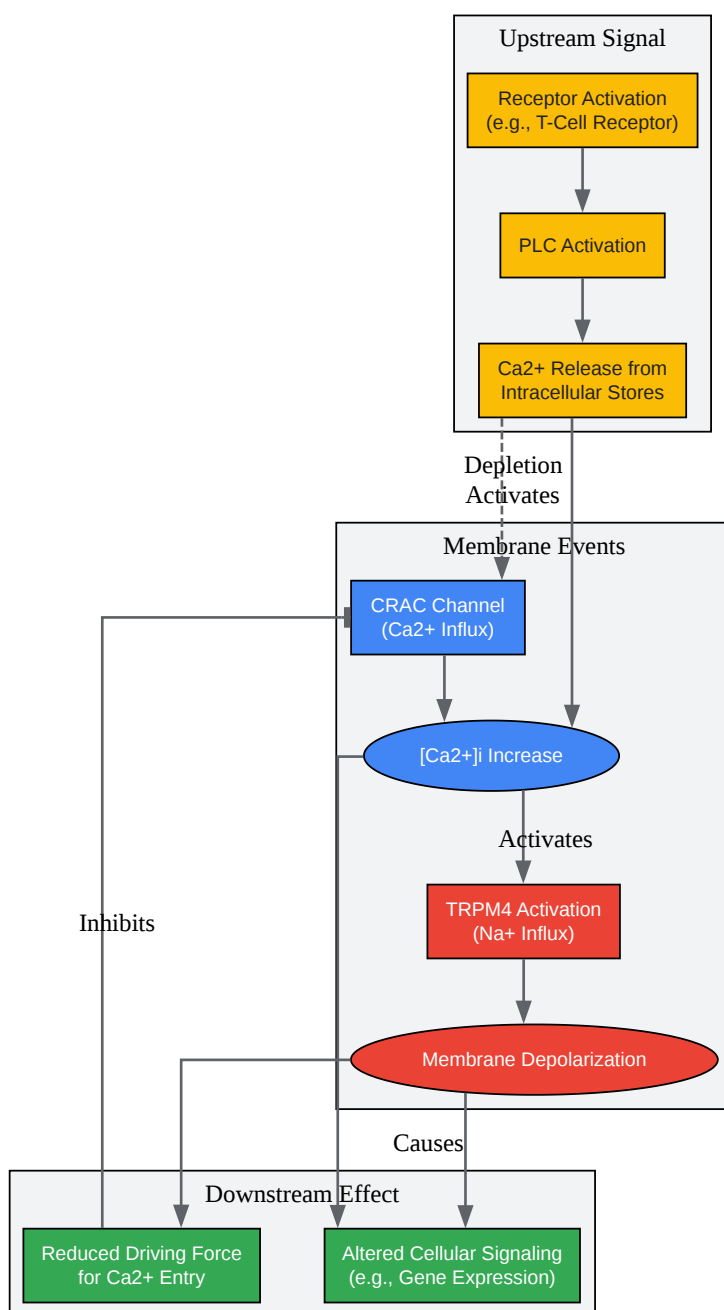 Upstream Signal
Receptor Activation
(e.g., T-Cell Receptor)
PLC Activation
Ca2+ Release from
Intracellular Stores
Depletion
Activates
Membrane Events
CRAC Channel
(Ca2+ Influx)
[Ca2+]i Increase
Activates
TRPM4 Activation
(Na+ Influx)
Inhibits
Membrane Depolarization
Causes
Downstream Effect
Reduced Driving Force
for Ca2+ Entry
Altered Cellular Signaling
(e.g., Gene Expression)